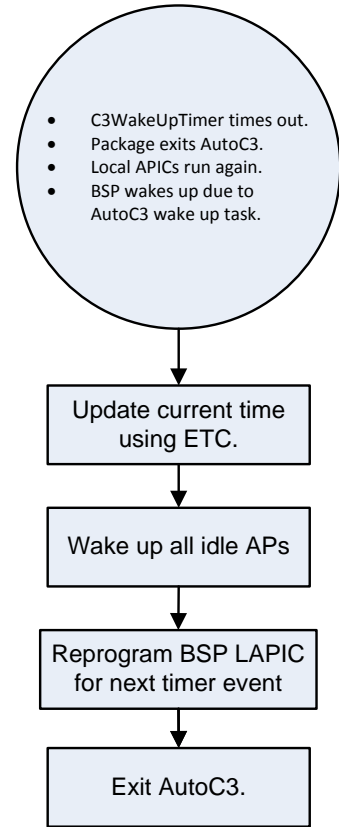 • C3WakeUpTimer times out.
• Package exits AutoC3.
• Local APICs run again.
• BSP wakes up due to
AutoC3 wake up task.
Update current time
using ETC.
Wake up all idle APs
Reprogram BSP LAPIC
for next timer event
Exit AutoC3.